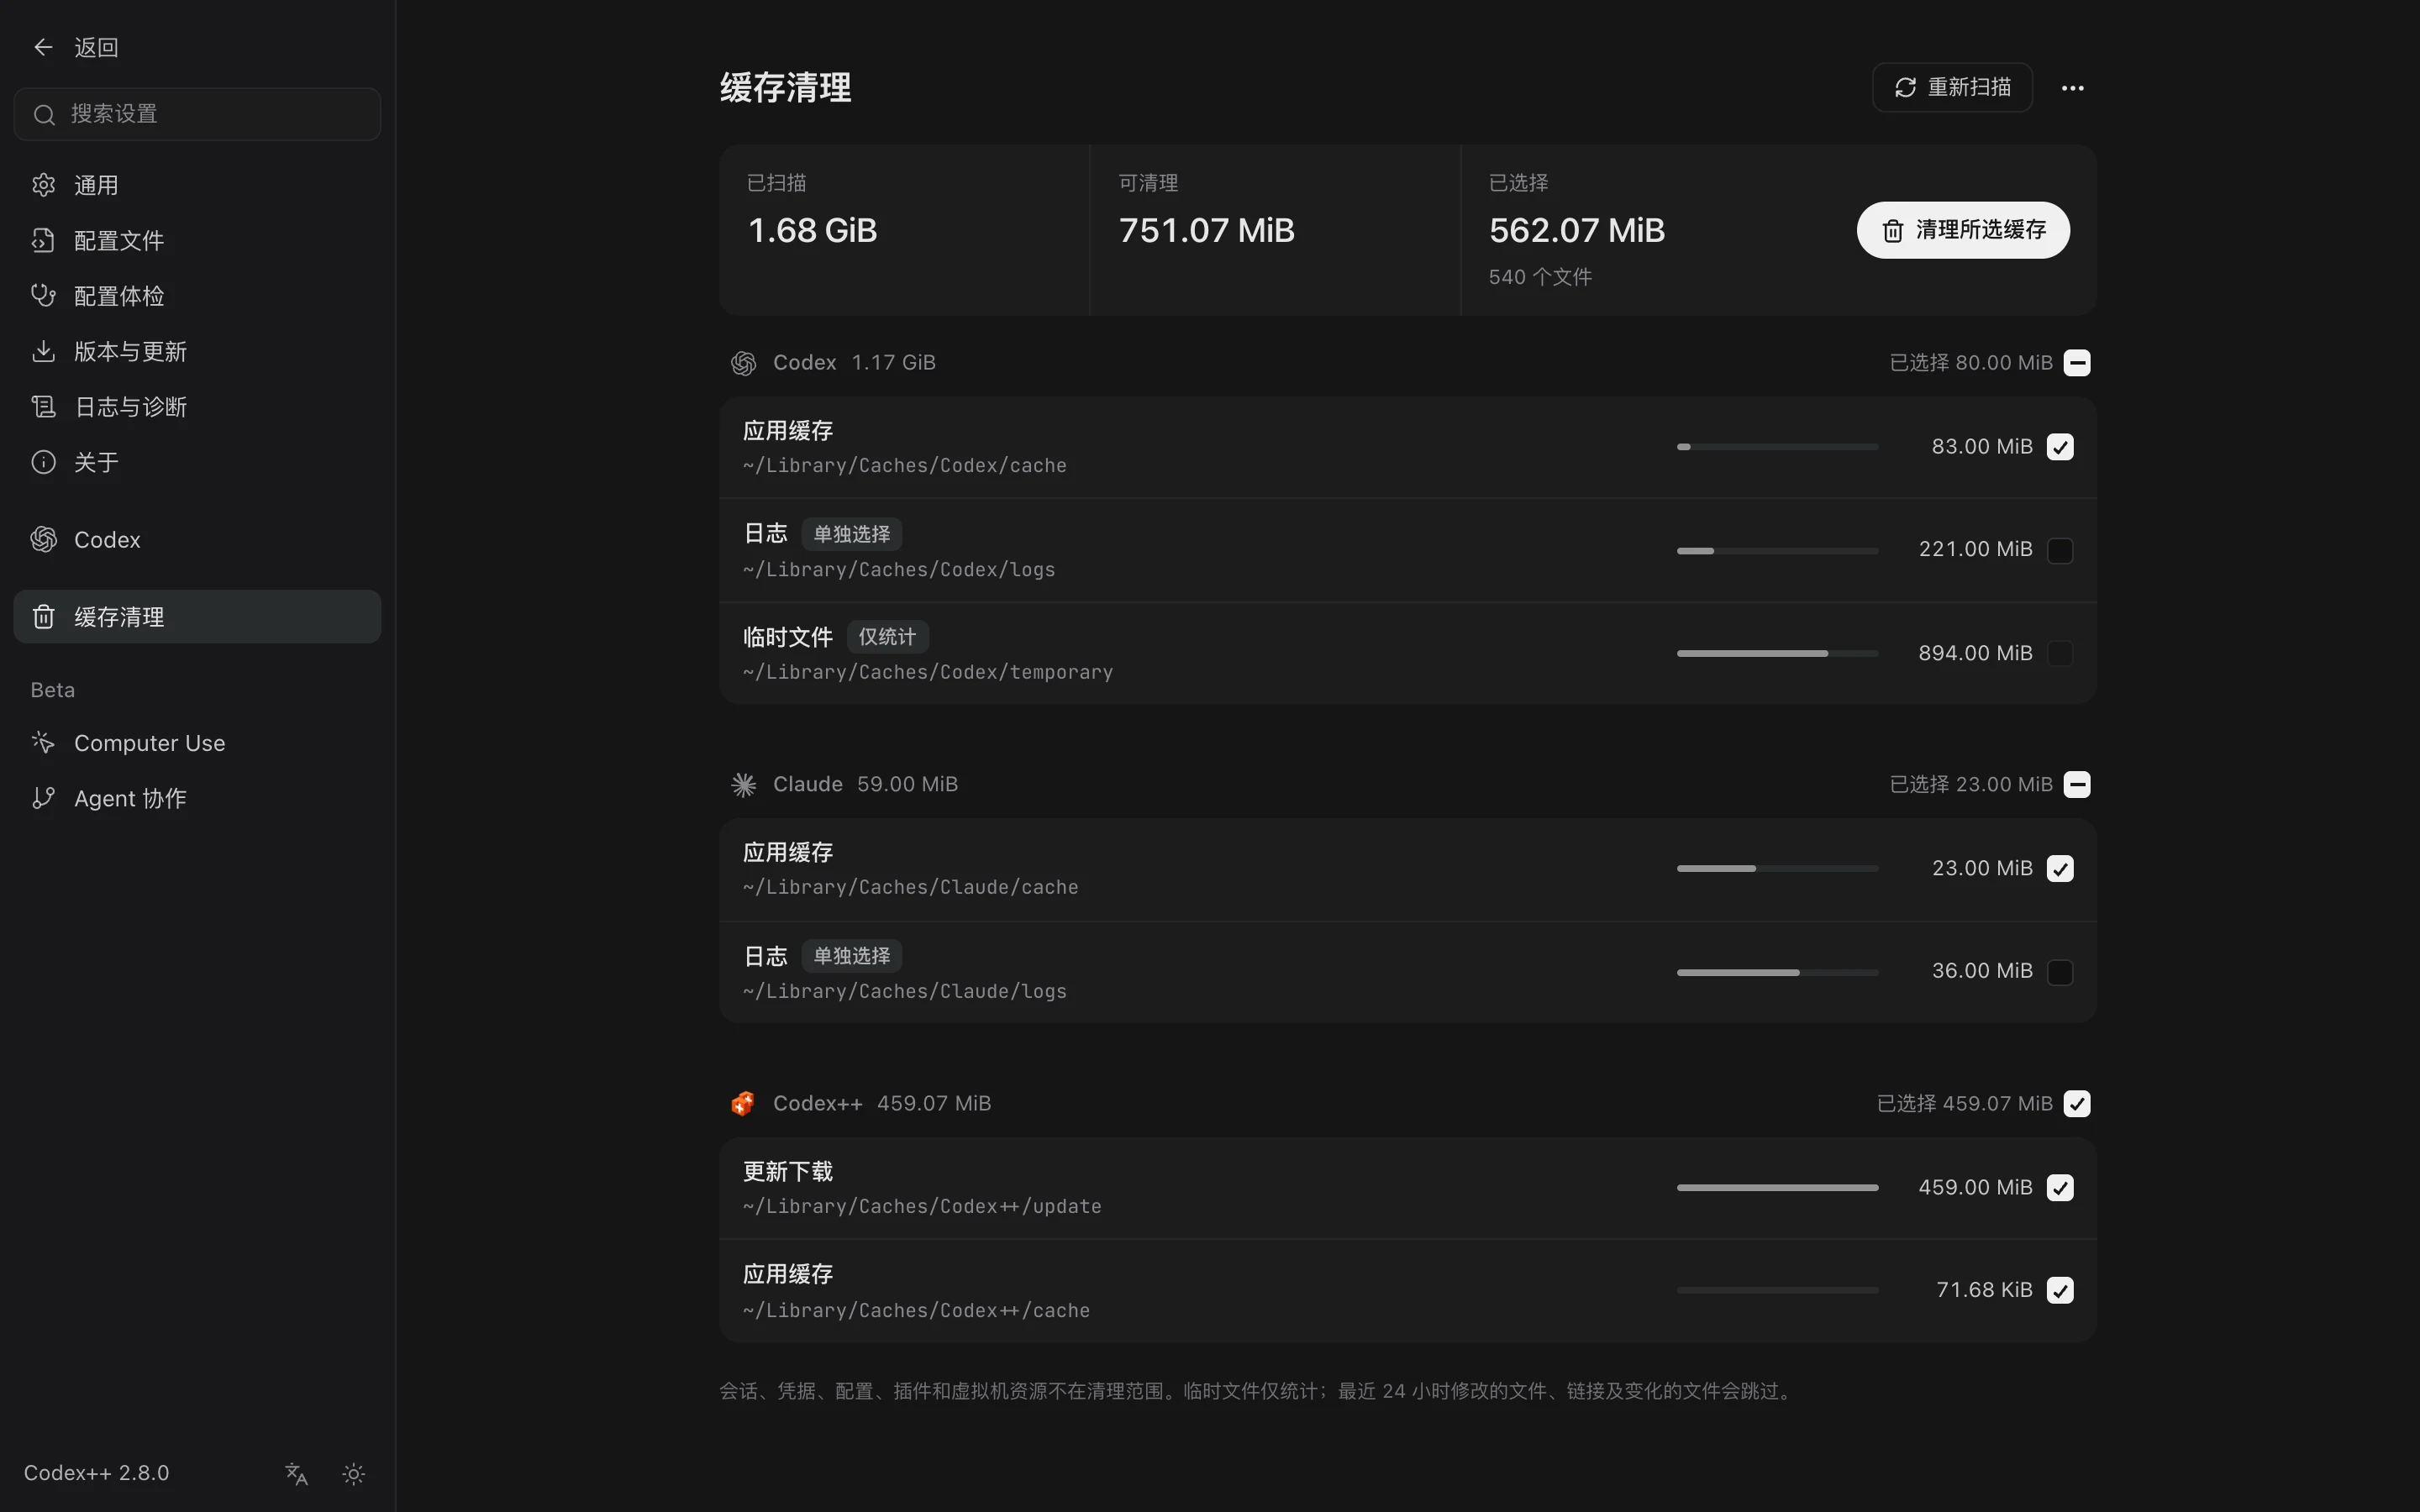 返回
搜索设置
通用
配置文件
配置体检
版本与更新
日志与诊断
关于
Codex
缓存清理
Beta
Computer Use
Agent 协作
Codex++ 2.8.0
缓存清理
重新扫描
已扫描
1.68 GiB
可清理
751.07 MiB
已选择
562.07 MiB
540 个文件
清理所选缓存
Codex 1.17 GiB
已选择 80.00 MiB
应用缓存
~/Library/Caches/Codex/cache
83.00 MiB
日志 单独选择
~/Library/Caches/Codex/logs
221.00 MiB
临时文件 仅统计
~/Library/Caches/Codex/temporary
894.00 MiB
Claude 59.00 MiB
已选择 23.00 MiB
应用缓存
~/Library/Caches/Claude/cache
23.00 MiB
日志 单独选择
~/Library/Caches/Claude/logs
36.00 MiB
Codex++ 459.07 MiB
已选择 459.07 MiB
更新下载
~/Library/Caches/Codex++/update
459.00 MiB
应用缓存
~/Library/Caches/Codex++/cache
71.68 KiB
会话、凭据、配置、插件和虚拟机资源不在清理范围。临时文件仅统计；最近 24 小时修改的文件、链接及变化的文件会跳过。